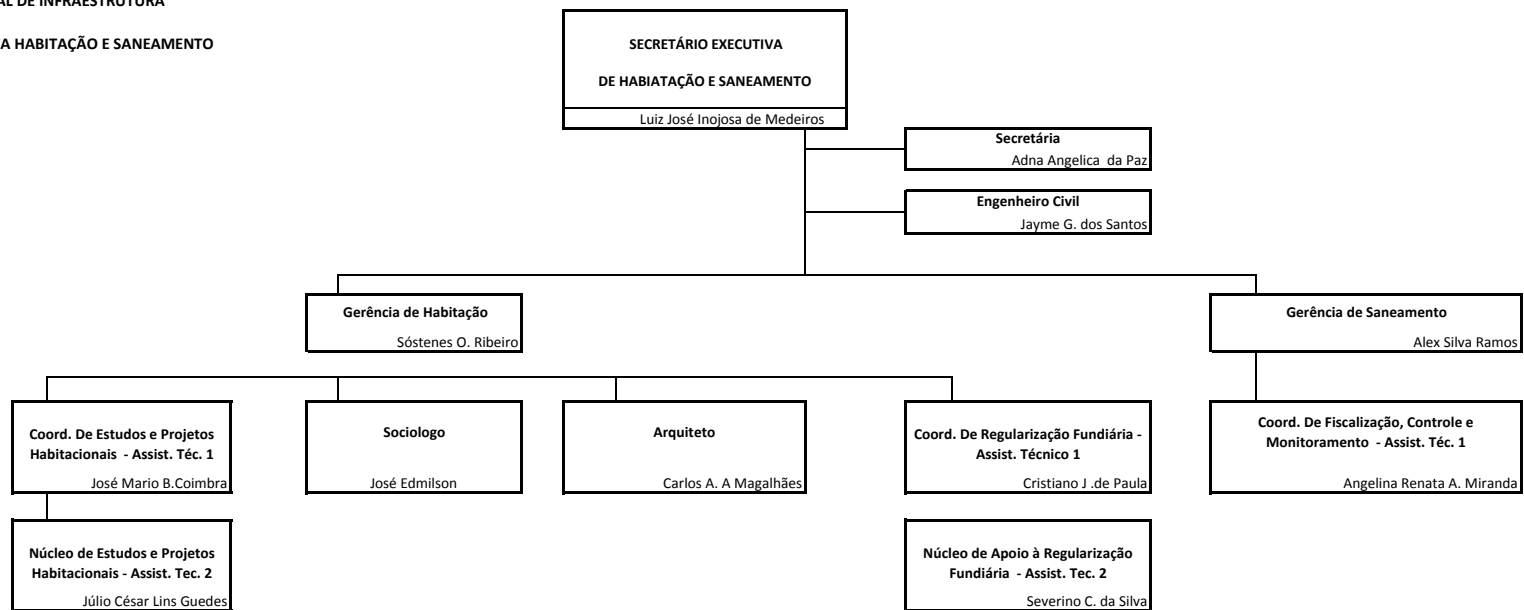 AL DE INFRAESTRUTURA
A HABITAÇÃO E SANEAMENTO
SECRETÁRIO EXECUTIVA
DE HABIATAÇÃO E SANEAMENTO
Luiz José Inojosa de Medeiros
Secretária
Adna Angelica da Paz
Engenheiro Civil
Jayme G. dos Santos
Gerência de Habitação
Sóstenes O. Ribeiro
Gerência de Saneamento
Alex Silva Ramos
Coord. De Estudos e Projetos
Habitacionais - Assist. Téc. 1
José Mario B.Coimbra
Sociologo
José Edmilson
Arquiteto
Carlos A. A Magalhães
Coord. De Regularização Fundiária -
Assist. Técnico 1
Cristiano J .de Paula
Coord. De Fiscalização, Controle e
Monitoramento - Assist. Téc. 1
Angelina Renata A. Miranda
Núcleo de Estudos e Projetos
Habitacionais - Assist. Tec. 2
Júlio César Lins Guedes
Núcleo de Apoio à Regularização
Fundiária - Assist. Tec. 2
Severino C. da Silva